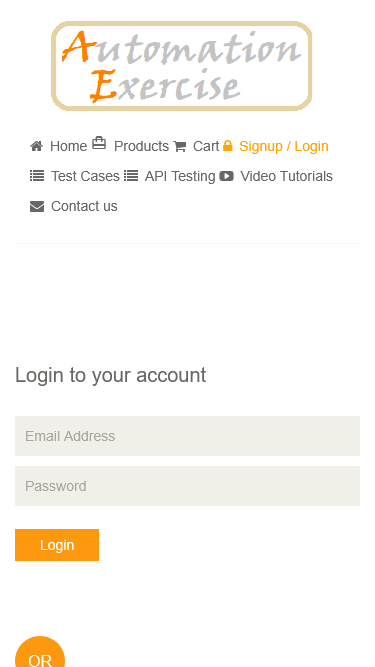 Automation
Exercise
Home Products Cart Signup / Login
Test Cases API Testing Video Tutorials
Contact us
Login to your account
Email Address
Password
Login
OR